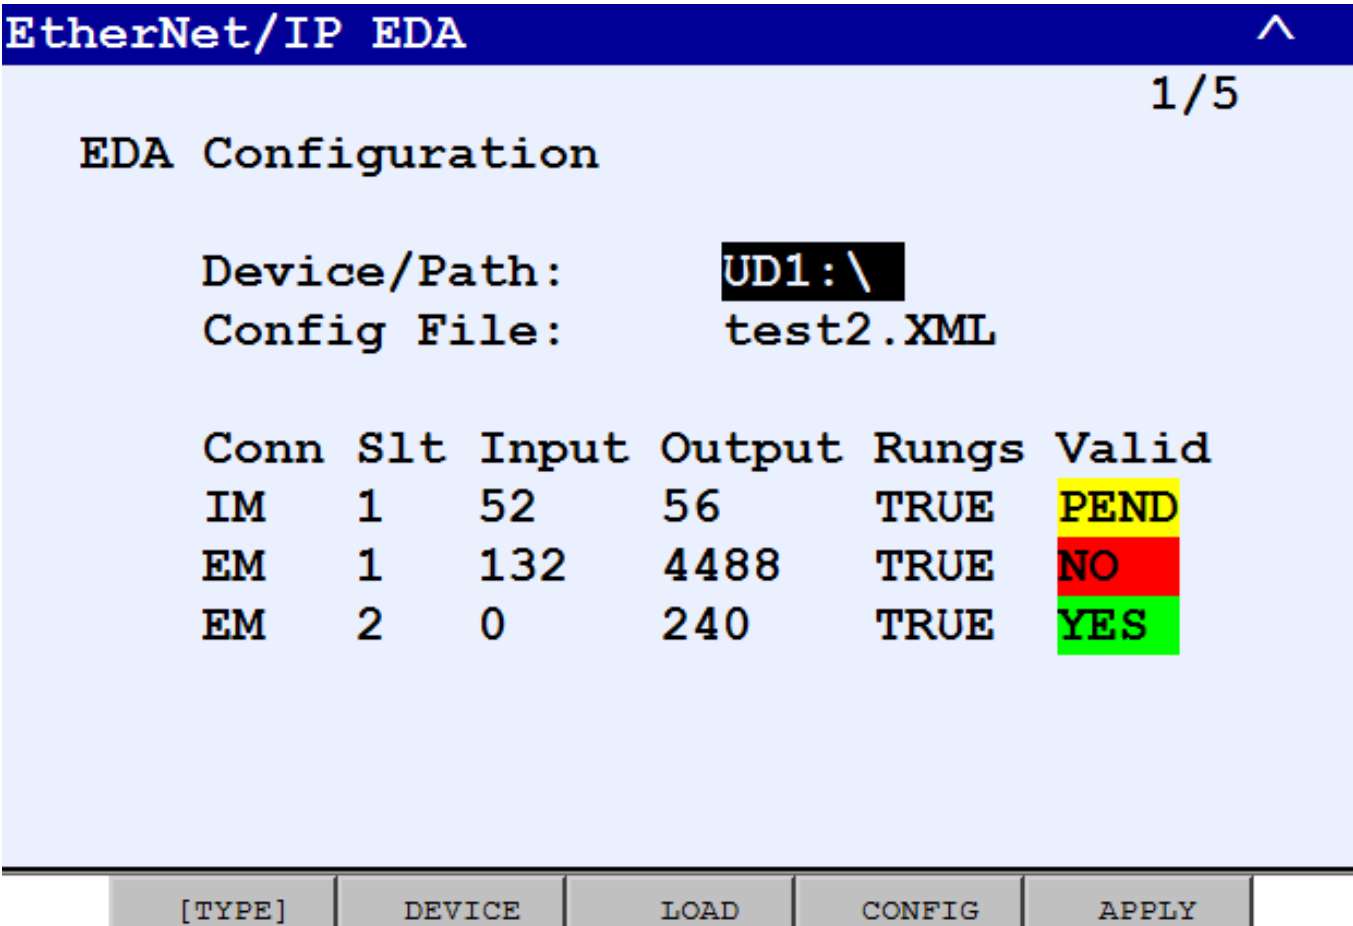 EtherNet/IP EDA ^
1/5
EDA Configuration
Device/Path: UD1:\
Config File: test2.XML
Conn Slt Input Output Rungs Valid
IM 1 52 56 TRUE PEND
EM 1 132 4488 TRUE NO
EM 2 0 240 TRUE YES
[TYPE] DEVICE LOAD CONFIG APPLY